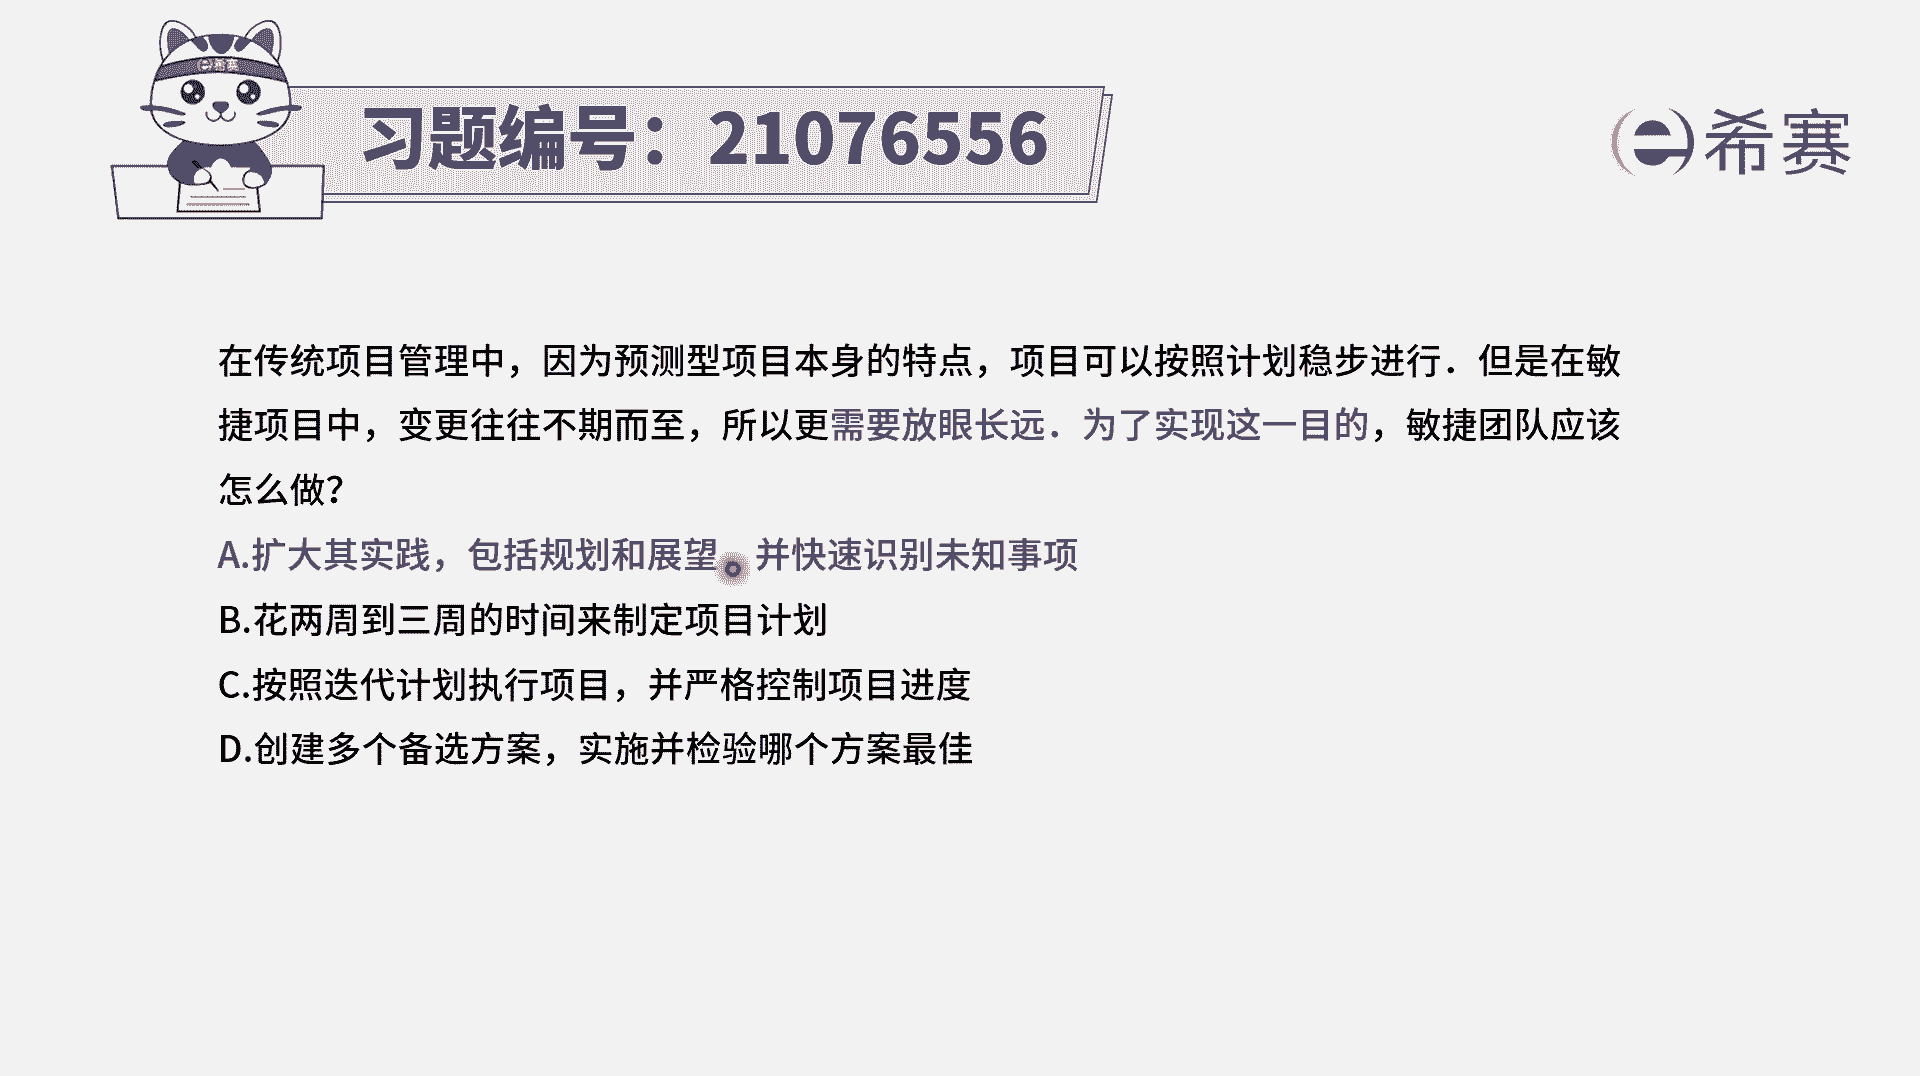 希赛
习题编号：21076556
希赛
在传统项目管理中，因为预测型项目本身的特点，项目可以按照计划稳步进行．但是在敏
捷项目中，变更往往不期而至，所以更需要放眼长远．为了实现这一目的，敏捷团队应该
怎么做？
A.扩大其实践，包括规划和展望，并快速识别未知事项
B.花两周到三周的时间来制定项目计划
C.按照迭代计划执行项目，并严格控制项目进度
D.创建多个备选方案，实施并检验哪个方案最佳